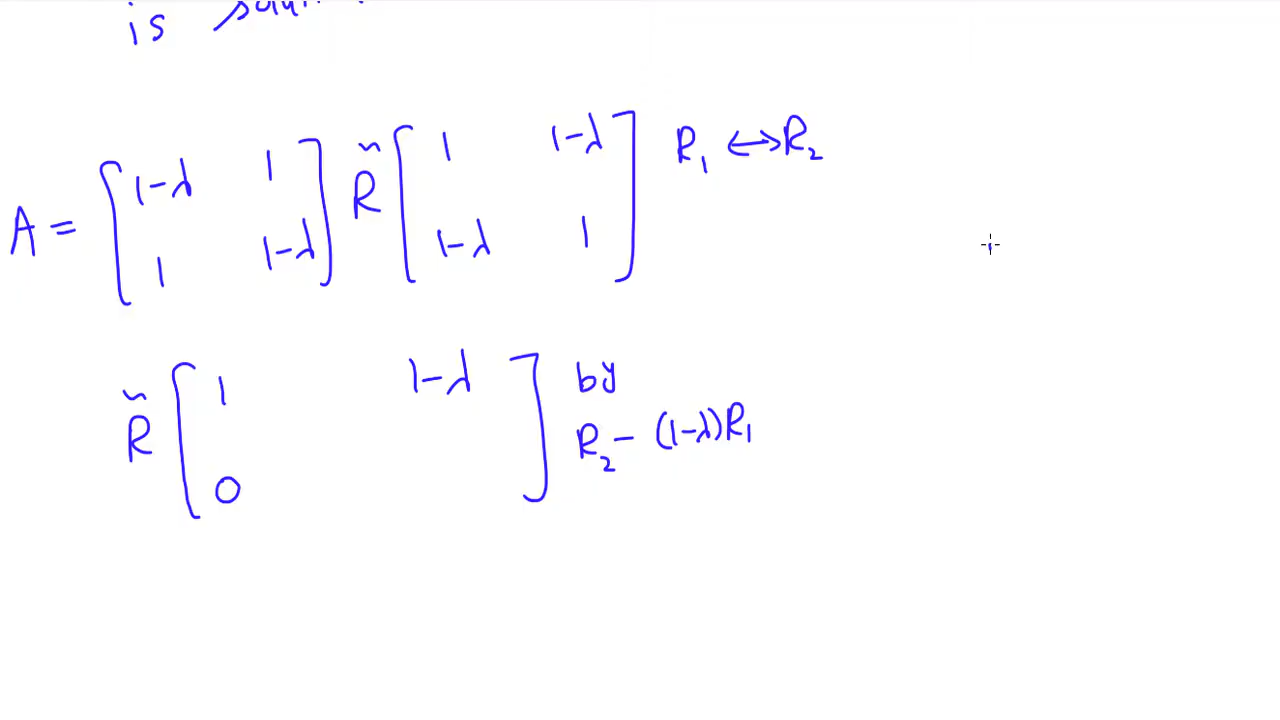 is
A = [ 1-λ 1 ] R̃ [ 1 1-λ ] R₁ ↔ R₂
[ 1 1-λ ] [ 1-λ 1 ]
R̃ [ 1 1-λ ] by
[ 0 ] R₂ - (1-λ)R₁